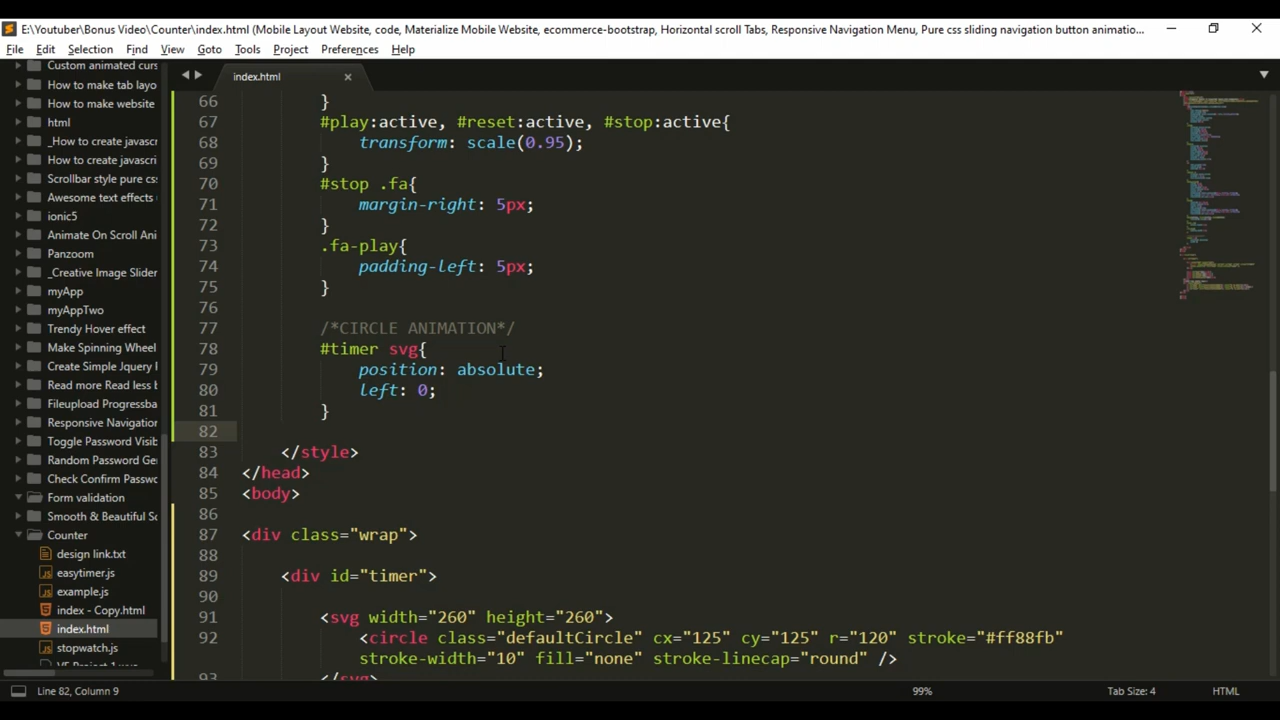 E:\Youtuber\Bonus Video\Counter\index.html (Mobile Layout Website, code, Materialize Mobile Website, ecommerce-bootstrap, Horizontal scroll Tabs, Responsive Navigation Menu, Pure css sliding navigation button animatio...
File Edit Selection Find View Goto Tools Project Preferences Help
index.html
Custom animated curs
How to make tab layo
How to make website
html
_How to create javascr
How to create javascri
Scrollbar style pure cs
Awesome text effects
ionic5
Animate On Scroll Ani
Panzoom
_Creative Image Slider
myApp
myAppTwo
Trendy Hover effect
Make Spinning Wheel
Create Simple Jquery
Read more Read less b
Fileupload Progressba
Responsive Navigation
Toggle Password Visib
Random Password Ge
Check Confirm Passwo
Form validation
Smooth & Beautiful Sc
Counter
design link.txt
easytimer.js
example.js
index - Copy.html
index.html
stopwatch.js
66 }
67 #play:active, #reset:active, #stop:active{
68 transform: scale(0.95);
69 }
70 #stop .fa{
71 margin-right: 5px;
72 }
73 .fa-play{
74 padding-left: 5px;
75 }
76
77 /*CIRCLE ANIMATION*/
78 #timer svg{
79 position: absolute;
80 left: 0;
81 }
82
83 </style>
84 </head>
85 <body>
86
87 <div class="wrap">
88
89 <div id="timer">
90
91 <svg width="260" height="260">
92 <circle class="defaultCircle" cx="125" cy="125" r="120" stroke="#ff88fb"
stroke-width="10" fill="none" stroke-linecap="round" />
93 </svg>
Line 82, Column 9
99%
Tab Size: 4
HTML